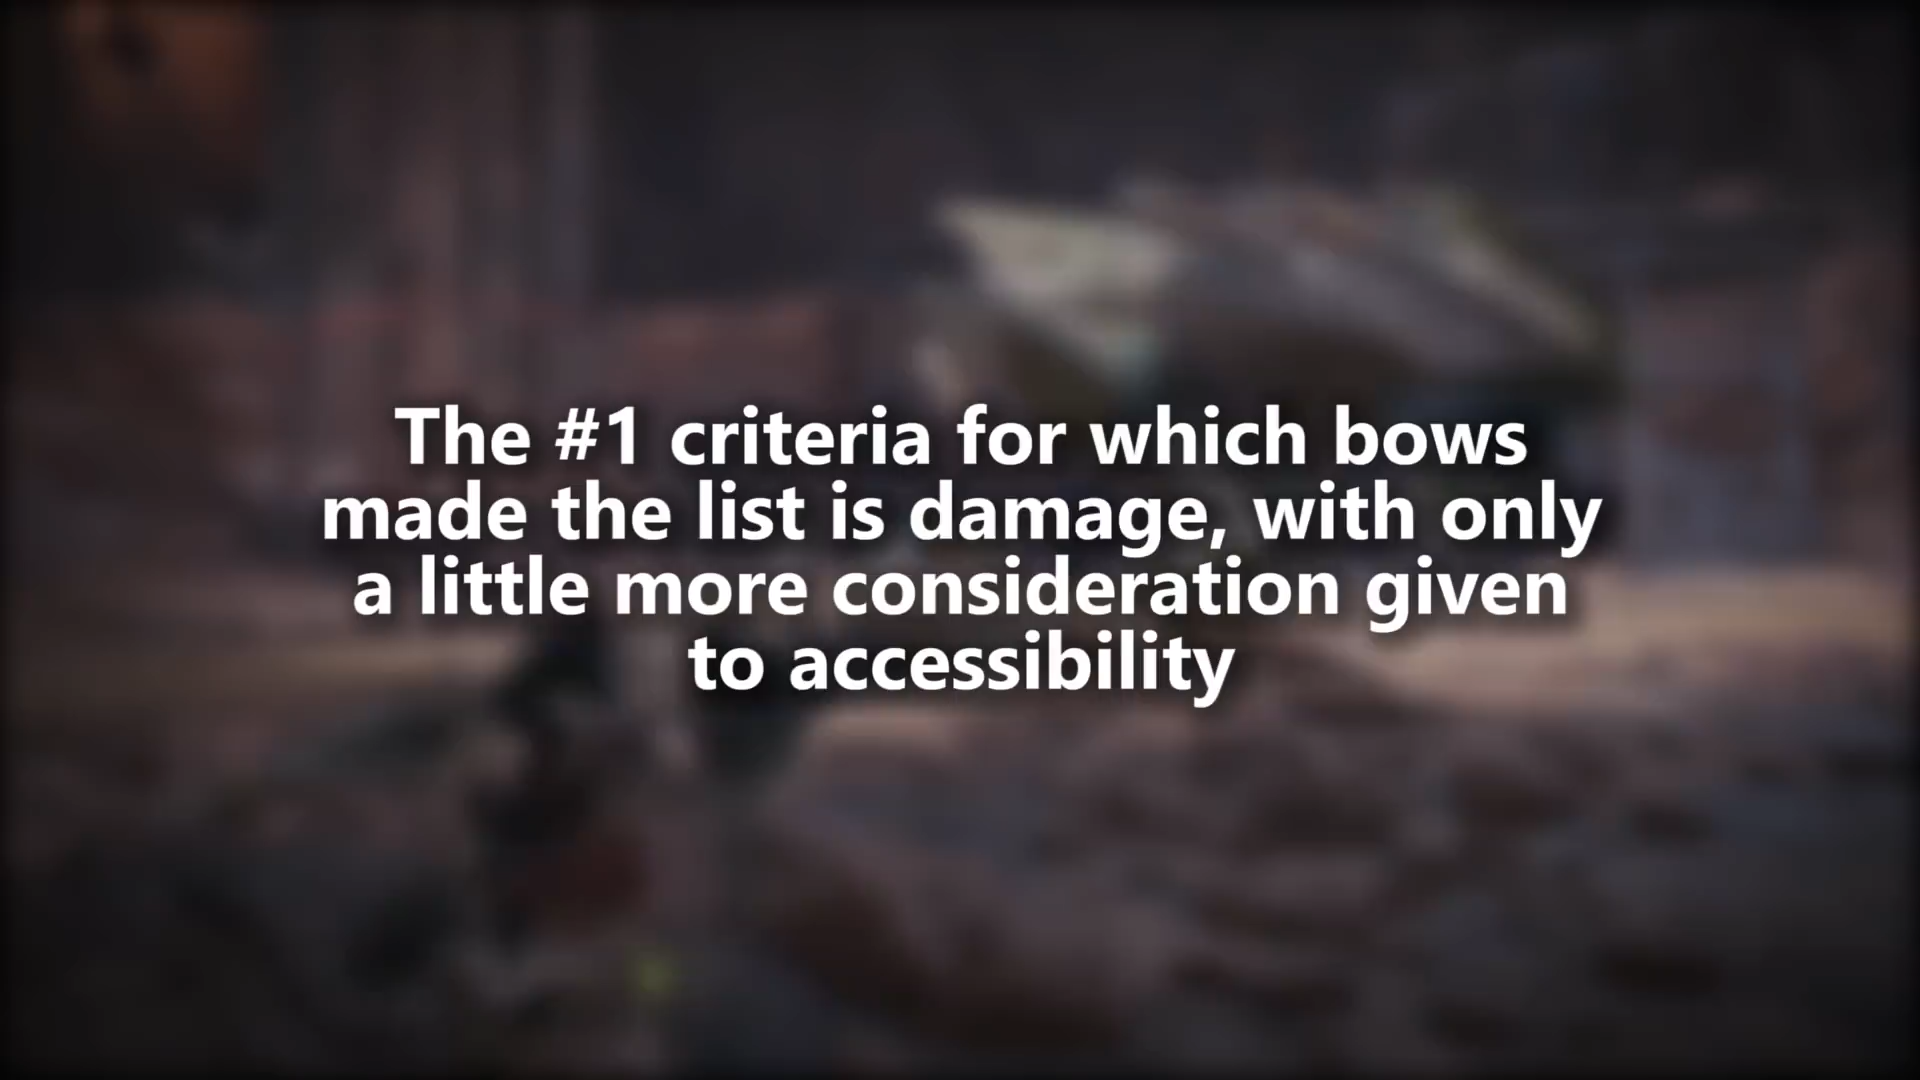 The #1 criteria for which bows
made the list is damage, with only
a little more consideration given
to accessibility